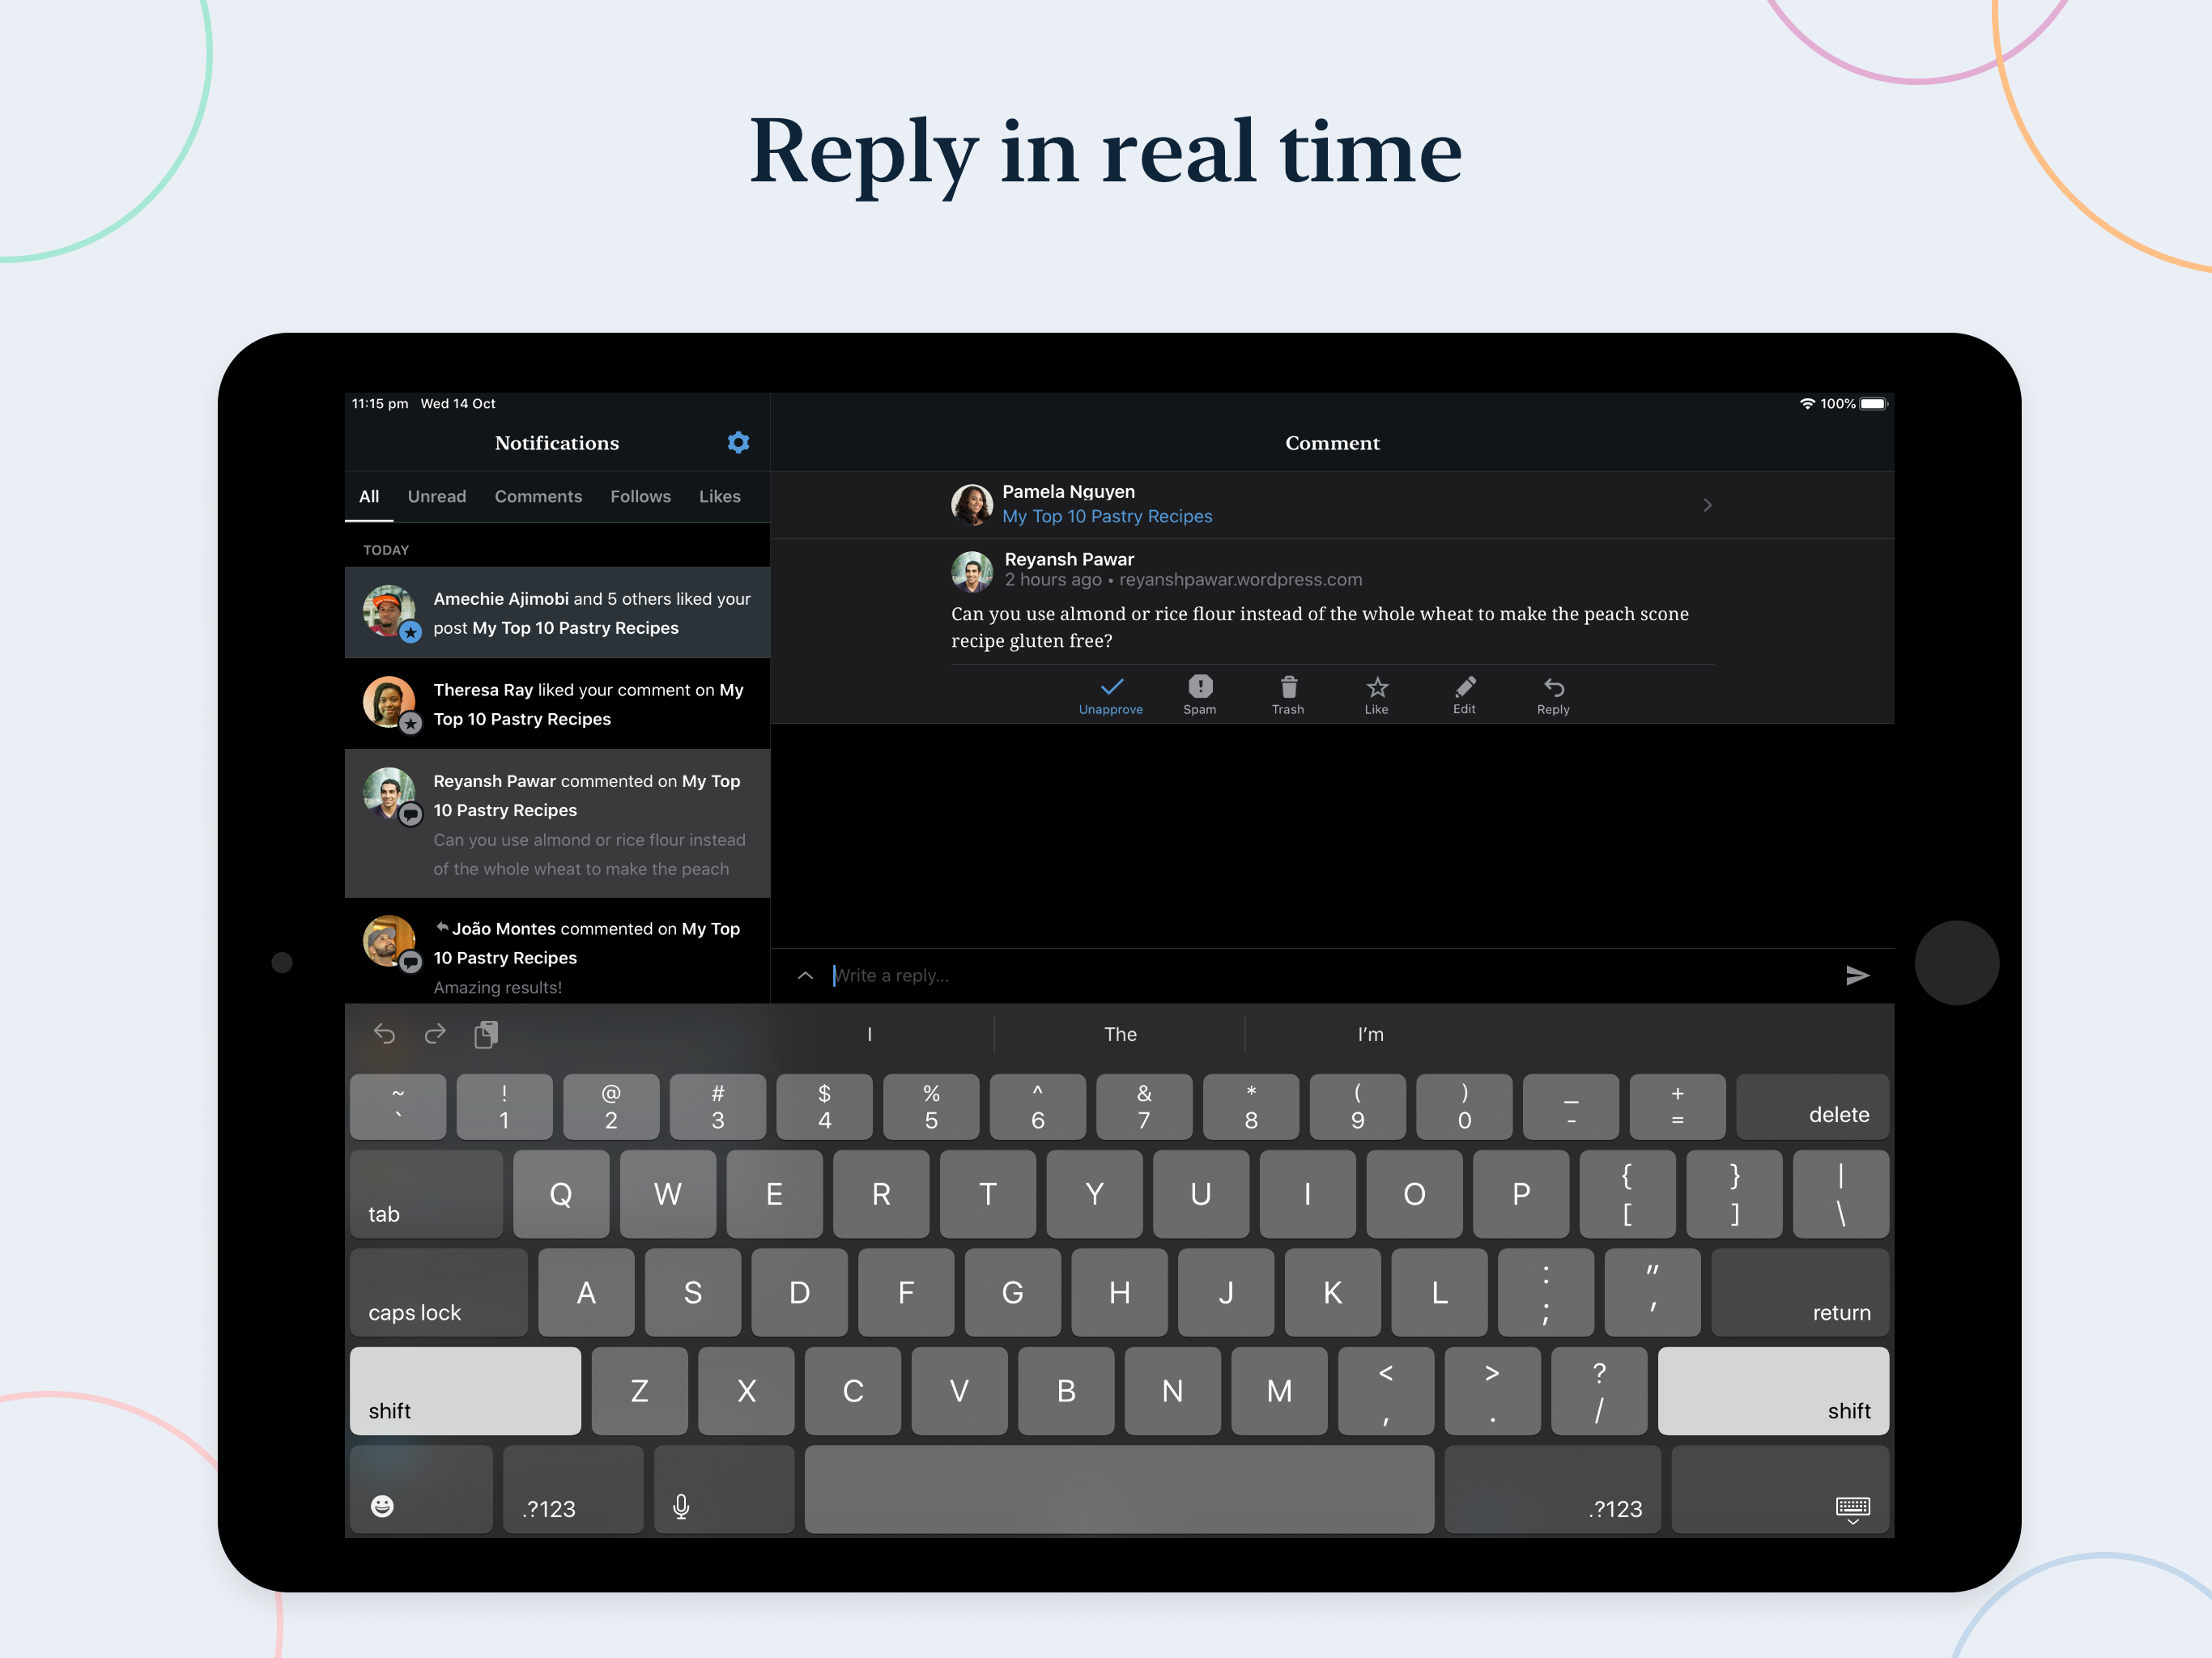 Reply in real time
11:15 pm Wed 14 Oct
100%
Notifications
All Unread Comments Follows Likes
TODAY
Amechie Ajimobi and 5 others liked your
post My Top 10 Pastry Recipes
Theresa Ray liked your comment on My
Top 10 Pastry Recipes
Reyansh Pawar commented on My Top
10 Pastry Recipes
Can you use almond or rice flour instead
of the whole wheat to make the peach
João Montes commented on My Top
10 Pastry Recipes
Amazing results!
Comment
Pamela Nguyen
My Top 10 Pastry Recipes
Reyansh Pawar
2 hours ago • reyanshpawar.wordpress.com
Can you use almond or rice flour instead of the whole wheat to make the peach scone
recipe gluten free?
Unapprove Spam Trash Like Edit Reply
Write a reply...
I The I’m
~ ! @ # $ % ^ & * ( ) _ +
` 1 2 3 4 5 6 7 8 9 0 - = delete
tab Q W E R T Y U I O P { [ } ] | \
caps lock A S D F G H J K L : ; " ' return
shift Z X C V B N M < , > . ? / shift
.?123 .?123